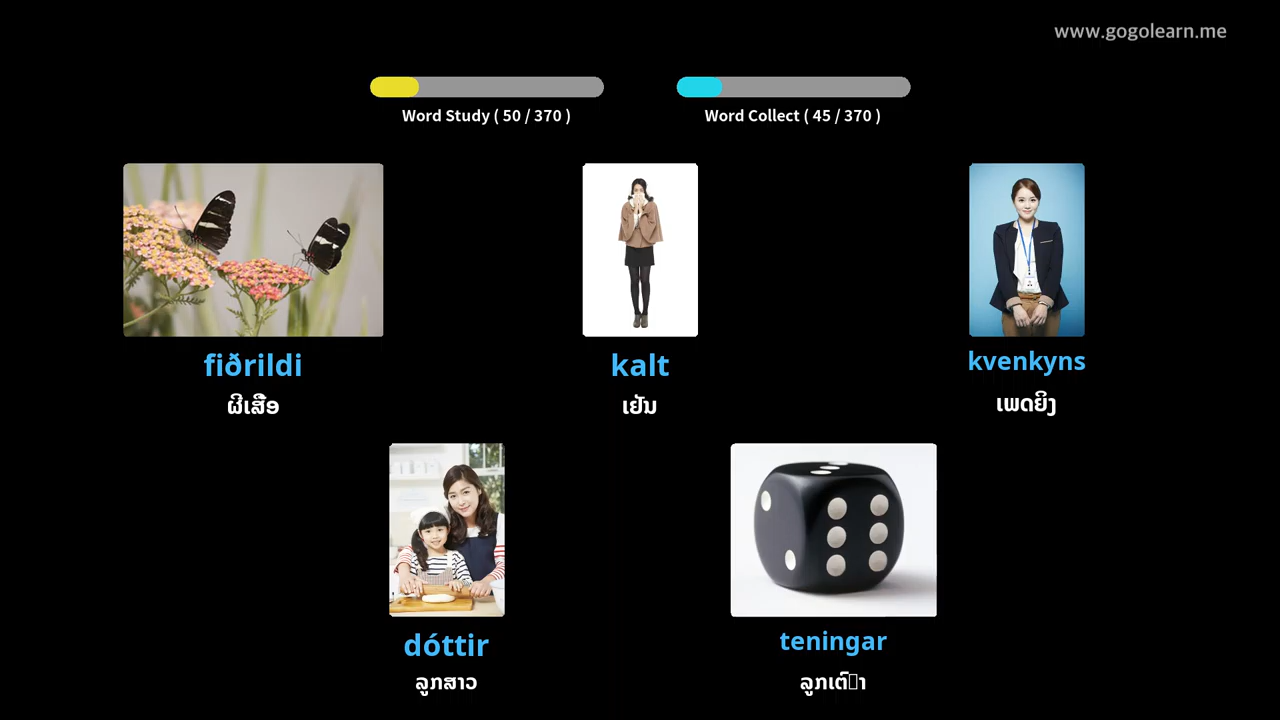 www.gogolearn.me
Word Study ( 50 / 370 )
Word Collect ( 45 / 370 )
fiðrildi
kalt
kvenkyns
ຜີເສື້ອ
ເຢັນ
ເພດຍິງ
dóttir
teningar
ລູກສາວ